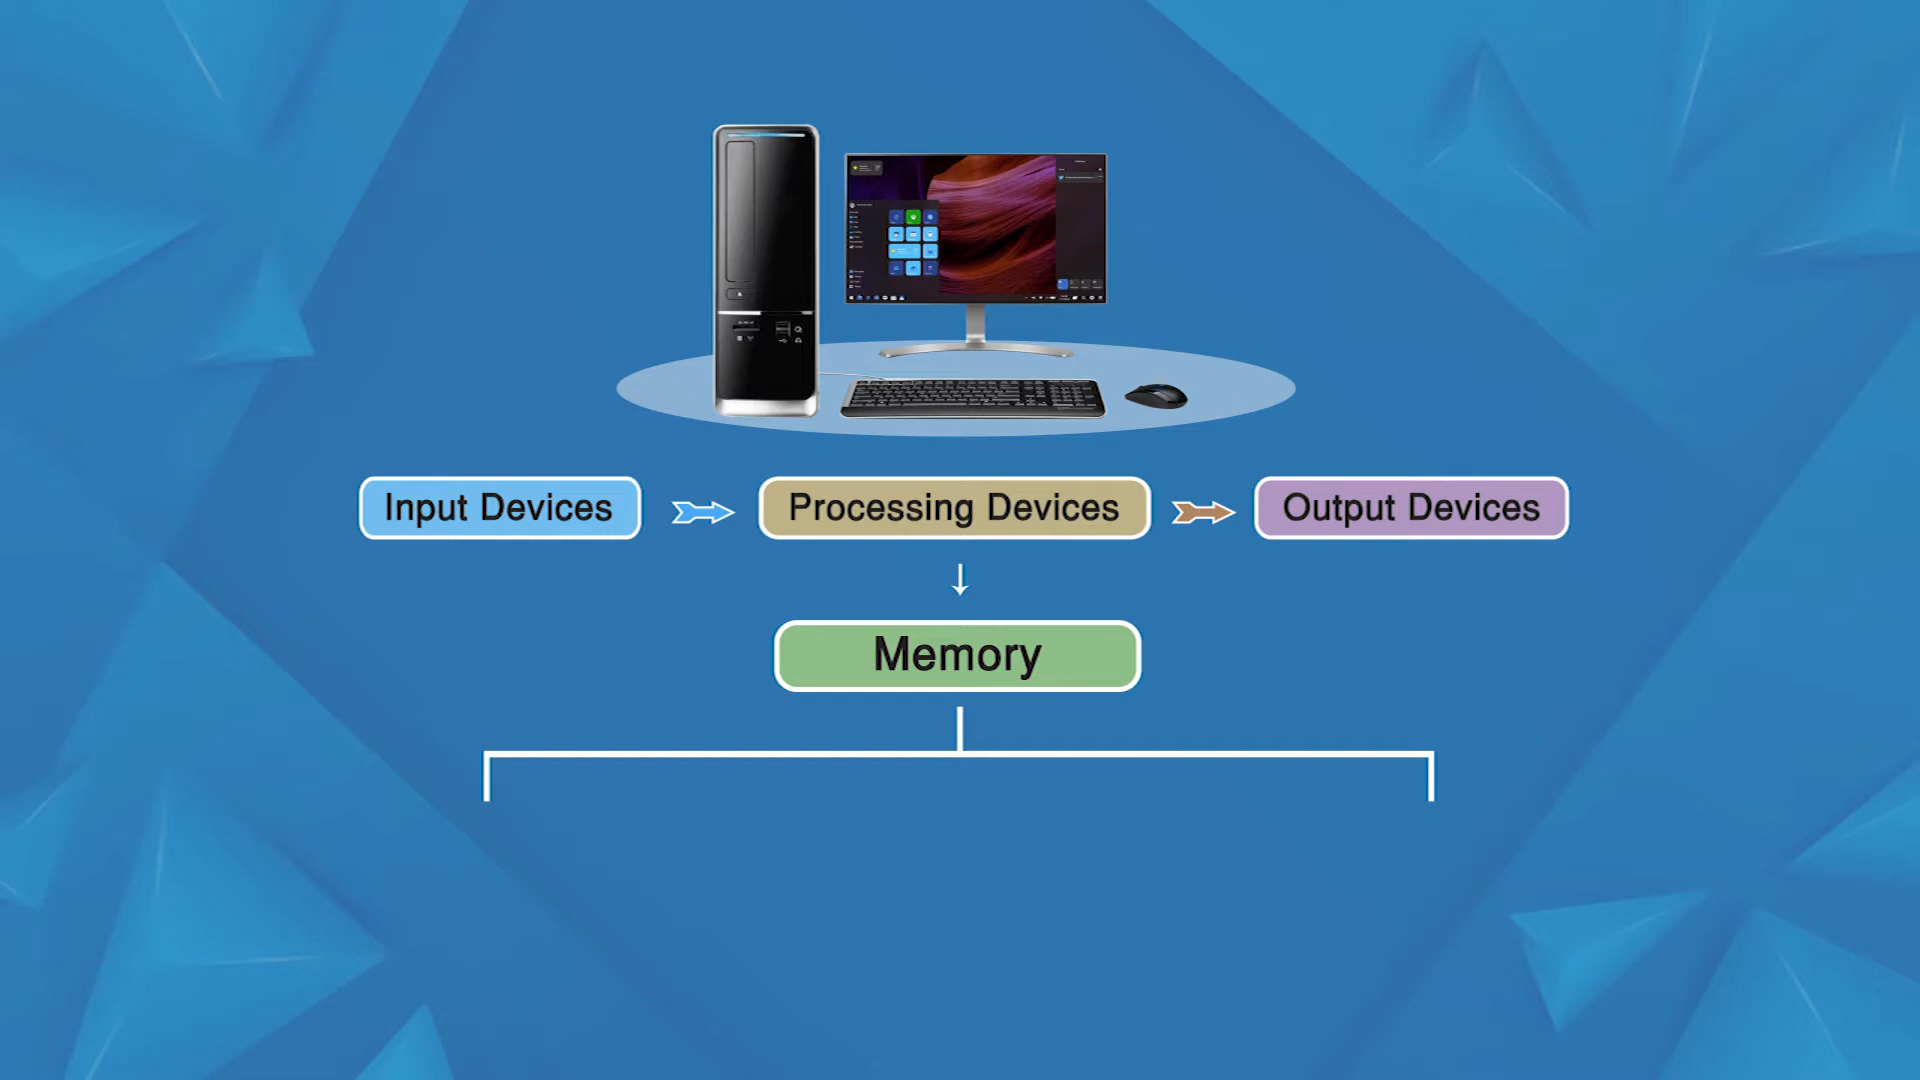 Input Devices
Processing Devices
Output Devices
Memory